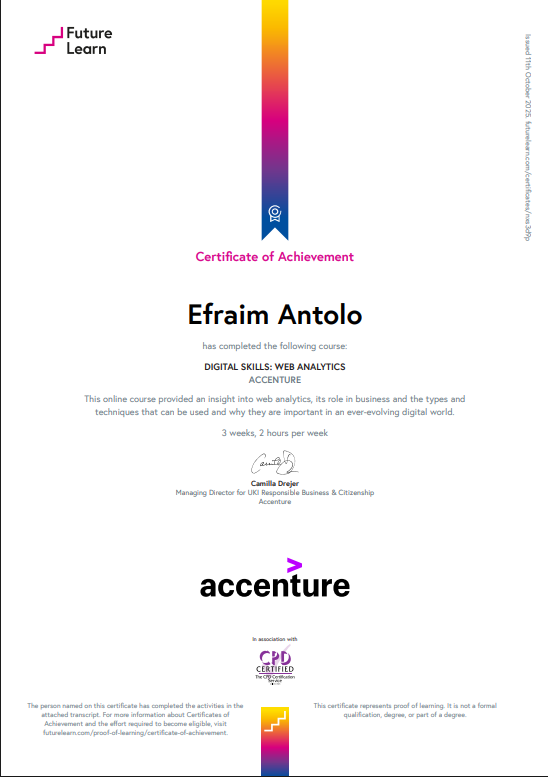 Future
Learn
Issued 11th October 2025. futurelearn.com/certificates/nxs3d9p
Certificate of Achievement
Efraim Antolo
has completed the following course:
DIGITAL SKILLS: WEB ANALYTICS
ACCENTURE
This online course provided an insight into web analytics, its role in business and the types and
techniques that can be used and why they are important in an ever-evolving digital world.
3 weeks, 2 hours per week
Camilla Drejer
Managing Director for UKI Responsible Business & Citizenship
Accenture
>
accenture
In association with
CPD
CERTIFIED
The CPD Certification
Service
The person named on this certificate has completed the activities in the
attached transcript. For more information about Certificates of
Achievement and the effort required to become eligible, visit
futurelearn.com/proof-of-learning/certificate-of-achievement.
This certificate represents proof of learning. It is not a formal
qualification, degree, or part of a degree.